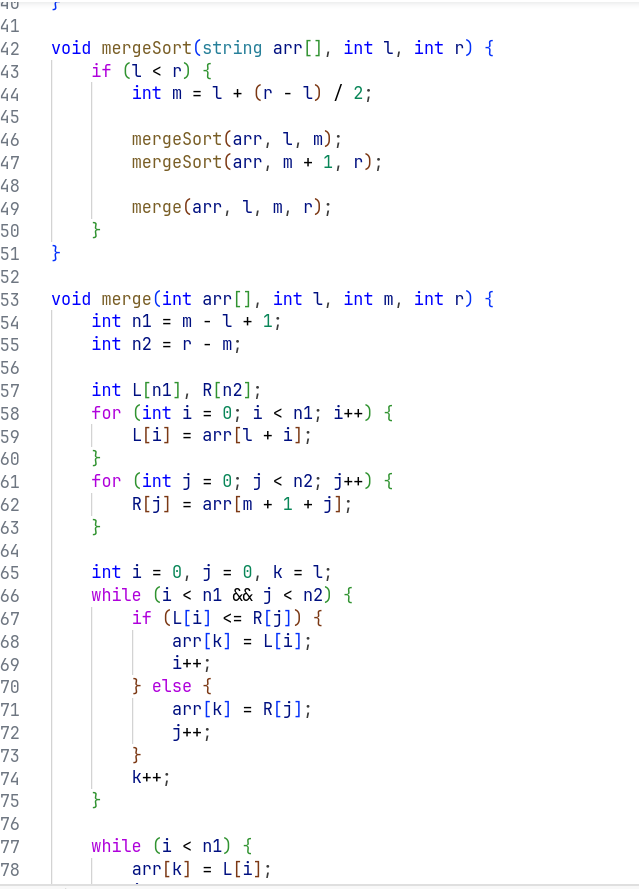 40 }
41
42 void mergeSort(string arr[], int l, int r) {
43     if (l < r) {
44         int m = l + (r - l) / 2;
45
46         mergeSort(arr, l, m);
47         mergeSort(arr, m + 1, r);
48
49         merge(arr, l, m, r);
50     }
51 }
52
53 void merge(int arr[], int l, int m, int r) {
54     int n1 = m - l + 1;
55     int n2 = r - m;
56
57     int L[n1], R[n2];
58     for (int i = 0; i < n1; i++) {
59         L[i] = arr[l + i];
60     }
61     for (int j = 0; j < n2; j++) {
62         R[j] = arr[m + 1 + j];
63     }
64
65     int i = 0, j = 0, k = l;
66     while (i < n1 && j < n2) {
67         if (L[i] <= R[j]) {
68             arr[k] = L[i];
69             i++;
70         } else {
71             arr[k] = R[j];
72             j++;
73         }
74         k++;
75     }
76
77     while (i < n1) {
78         arr[k] = L[i];